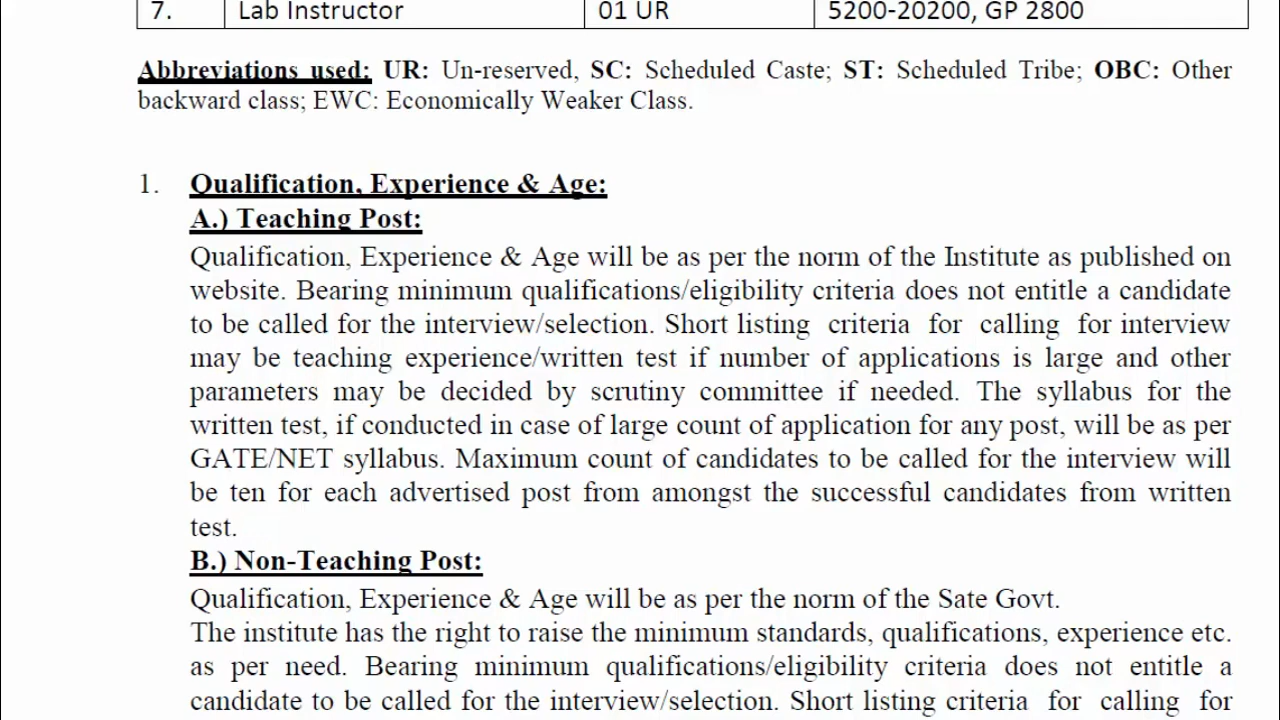 7. Lab Instructor 01 UR 5200-20200, GP 2800
Abbreviations used: UR: Un-reserved, SC: Scheduled Caste; ST: Scheduled Tribe; OBC: Other
backward class; EWC: Economically Weaker Class.
1. Qualification, Experience & Age:
A.) Teaching Post:
Qualification, Experience & Age will be as per the norm of the Institute as published on
website. Bearing minimum qualifications/eligibility criteria does not entitle a candidate
to be called for the interview/selection. Short listing criteria for calling for interview
may be teaching experience/written test if number of applications is large and other
parameters may be decided by scrutiny committee if needed. The syllabus for the
written test, if conducted in case of large count of application for any post, will be as per
GATE/NET syllabus. Maximum count of candidates to be called for the interview will
be ten for each advertised post from amongst the successful candidates from written
test.
B.) Non-Teaching Post:
Qualification, Experience & Age will be as per the norm of the Sate Govt.
The institute has the right to raise the minimum standards, qualifications, experience etc.
as per need. Bearing minimum qualifications/eligibility criteria does not entitle a
candidate to be called for the interview/selection. Short listing criteria for calling for